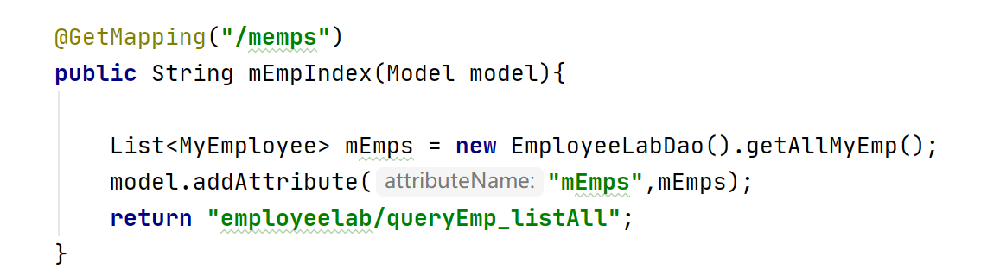 @GetMapping("/memps")
public String mEmpIndex(Model model){
List<MyEmployee> mEmps = new EmployeeLabDao().getAllMyEmp();
model.addAttribute( attributeName: "mEmps",mEmps);
return "employeelab/queryEmp_listAll";
}